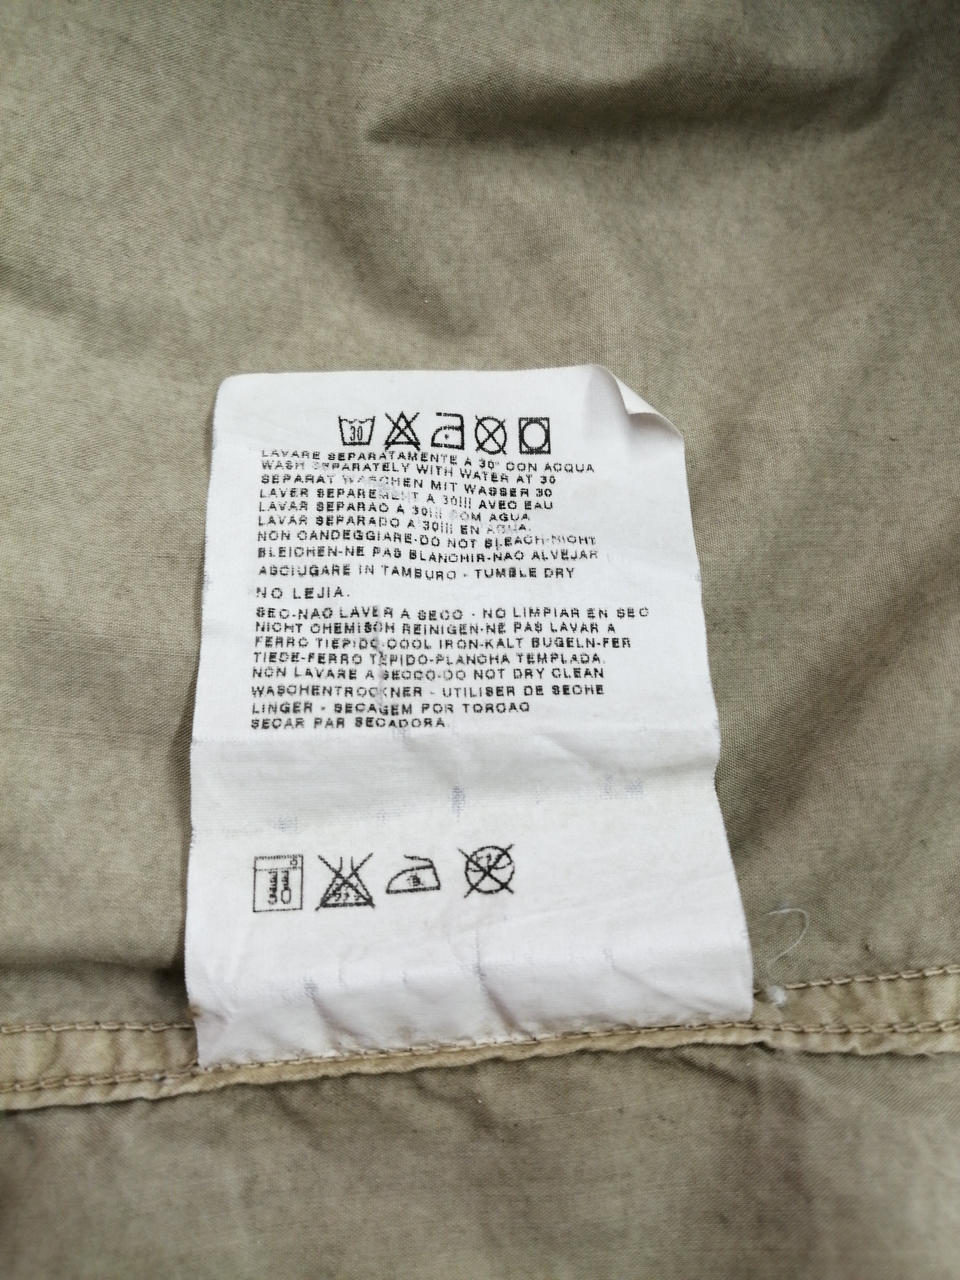 30
LAVARE SEPARATAMENTE A 30° CON ACQUA
WASH SEPARATELY WITH WATER AT 30
SEPARAT WASCHEN MIT WASSER 30
LAVER SEPAREMENT A 30!!! AVEC EAU
LAVAR SEPARAO A 30!!! COM AGUA
LAVAR SEPARADO A 30!!! EN AGUA.
NON CANDEGGIARE-DO NOT BLEACH-NICHT
BLEICHEN-NE PAS BLANCHIR-NAO ALVEJAR
ASCIUGARE IN TAMBURO - TUMBLE DRY
NO LEJIA.
SEC-NAO LAVER A SECO - NO LIMPIAR EN SEC
NICHT CHEMISCH REINIGEN-NE PAS LAVAR A
FERRO TIEPIDO-COOL IRON-KALT BUGELN-FER
TIEDE-FERRO TEPIDO-PLANCHA TEMPLADA.
NON LAVARE A SECCO-DO NOT DRY CLEAN
WASCHENTROCKNER - UTILISER DE SECHE
LINGER - SECAGEM POR TORCAO
SECAR PAR SECADORA.
30